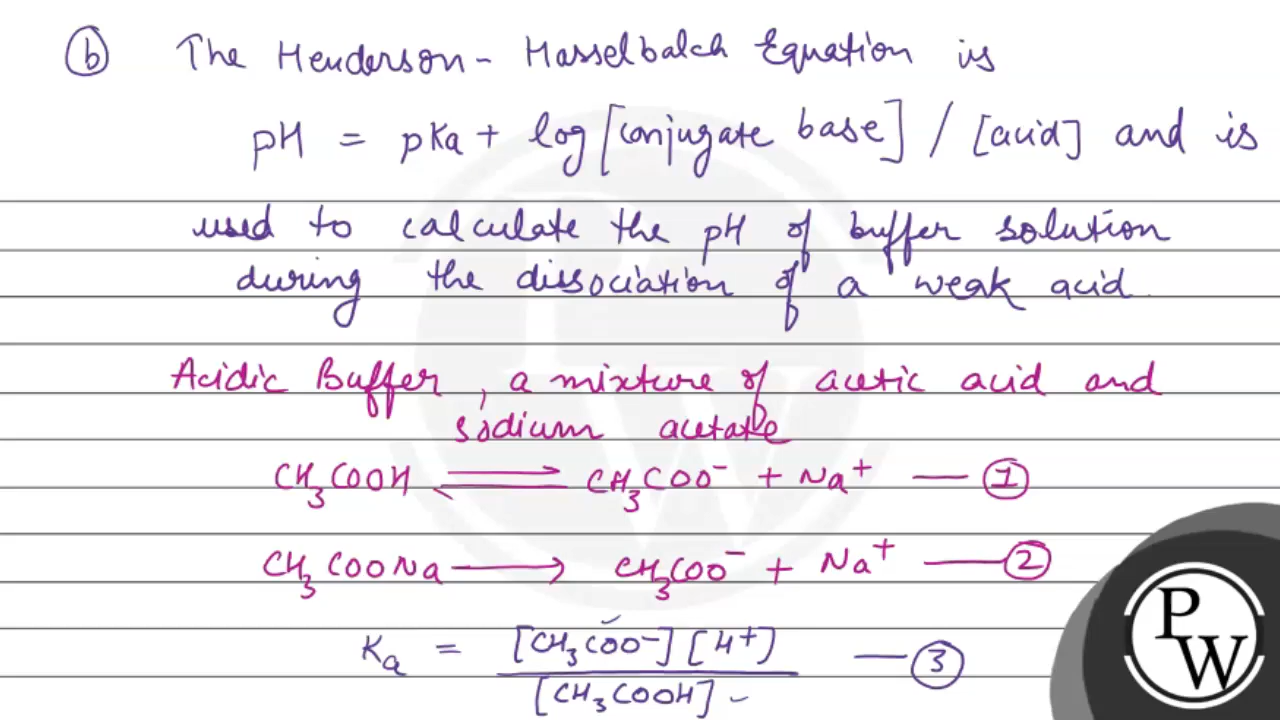 b The Henderson - Hasselbalch Equation is
pH = pKa + log [conjugate base] / [acid] and is
used to calculate the pH of buffer solution
during the dissociation of a weak acid.
Acidic Buffer, a mixture of acetic acid and
sodium acetate
CH₃COOH ⇌ CH₃COO⁻ + Na⁺ — 1
CH₃COONa → CH₃COO⁻ + Na⁺ — 2
Ka = [CH₃COO⁻] [H⁺] / [CH₃COOH] — 3
P
W